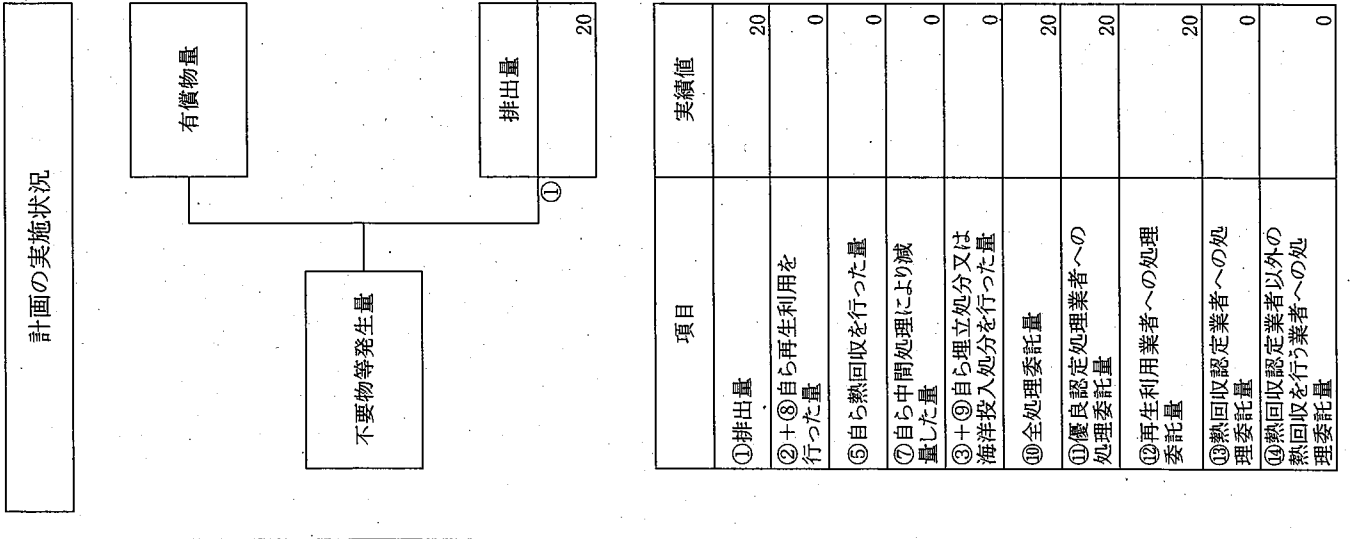 計画の実施状況
不要物等発生量
有償物量
排出量
①
20
項目
実績値
①排出量
20
②+⑧自ら再生利用を
行った量
0
⑤自ら熱回収を行った量
0
⑦自ら中間処理により減
量した量
0
③+⑨自ら埋立処分又は
海洋投入処分を行った量
0
⑩全処理委託量
20
⑪優良認定処理業者への
処理委託量
20
⑫再生利用業者への処理
委託量
20
⑬熱回収認定業者への処
理委託量
0
⑭熱回収認定業者以外の
熱回収を行う業者への処
理委託量
0